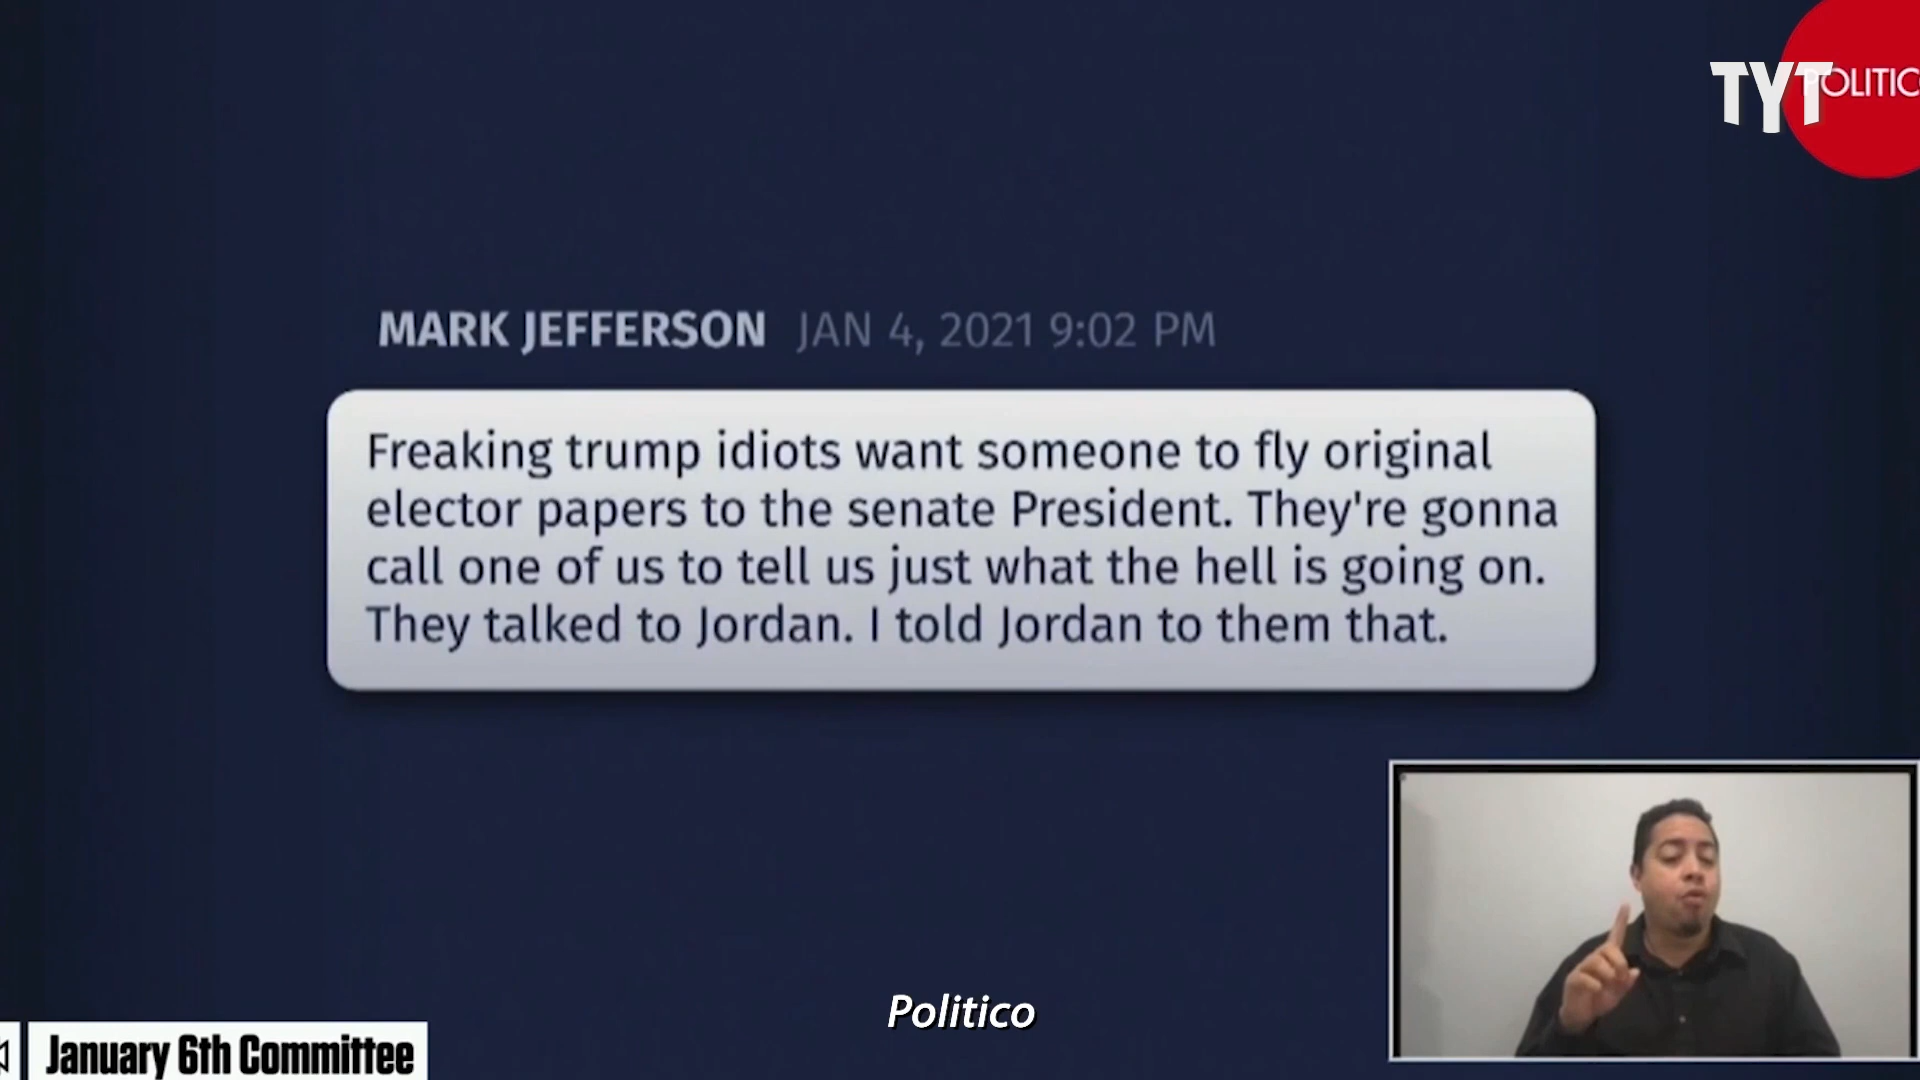 TYT
POLITIC
MARK JEFFERSON JAN 4, 2021 9:02 PM
Freaking trump idiots want someone to fly original
elector papers to the senate President. They're gonna
call one of us to tell us just what the hell is going on.
They talked to Jordan. I told Jordan to them that.
Politico
January 6th Committee